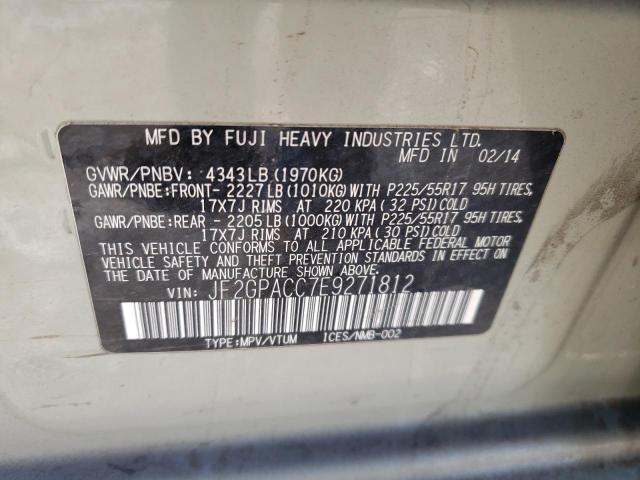 MFD BY FUJI HEAVY INDUSTRIES LTD.
MFD IN 02/14
GVWR/PNBV: 4343LB(1970KG)
GAWR/PNBE:FRONT- 2227LB(1010KG)WITH P225/55R17 95H TIRES,
17X7J RIMS AT 220 KPA(32 PSI)COLD
GAWR/PNBE:REAR - 2205LB(1000KG)WITH P225/55R17 95H TIRES,
17X7J RIMS AT 210 KPA(30 PSI)COLD
THIS VEHICLE CONFORMS TO ALL APPLICABLE FEDERAL MOTOR
VEHICLE SAFETY AND THEFT PREVENTION STANDARDS IN EFFECT ON
THE DATE OF MANUFACTURE SHOWN ABOVE.
VIN: JF2GPACC7E9271812
TYPE:MPV/VTUM ICES/NMB-002